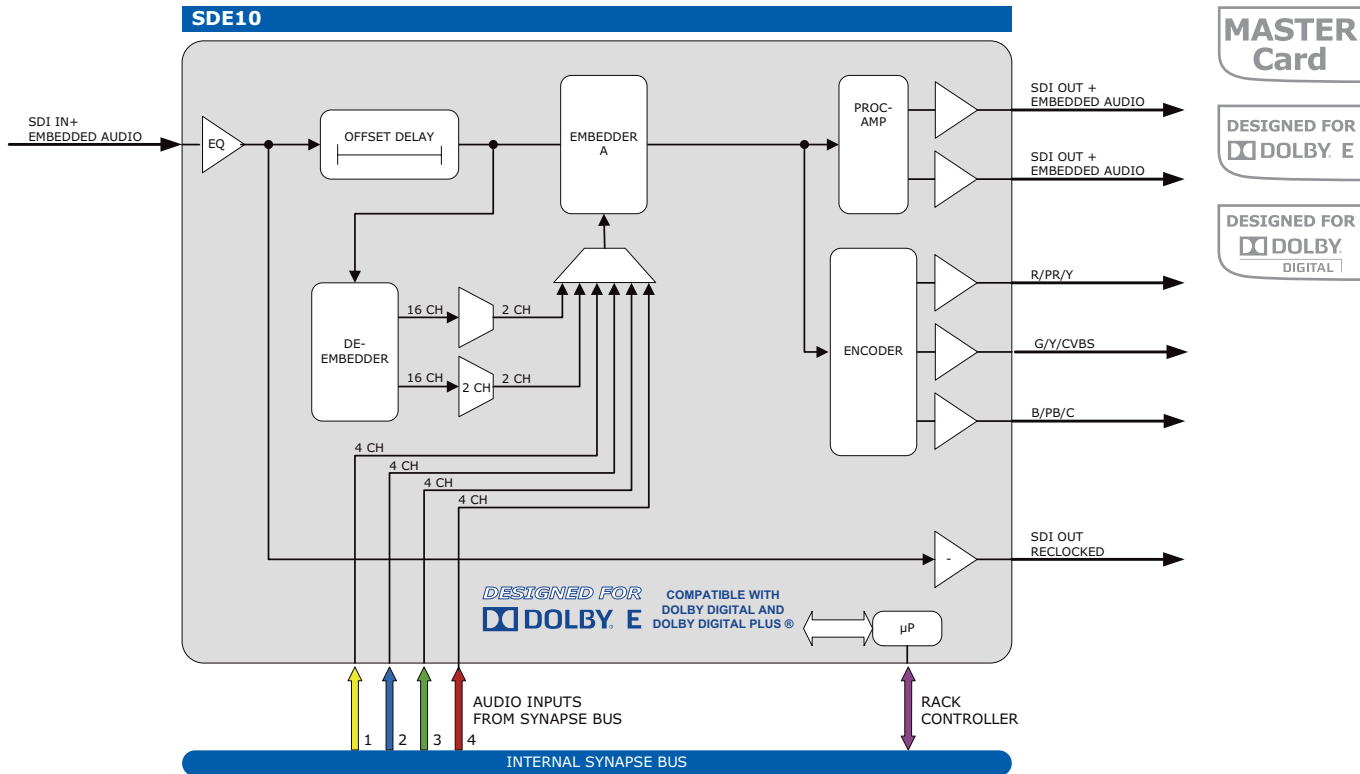 SDE10
MASTER
Card
SDI IN+
EMBEDDED AUDIO
EQ
OFFSET DELAY
EMBEDDER
A
PROC-
AMP
SDI OUT +
EMBEDDED AUDIO
SDI OUT +
EMBEDDED AUDIO
DESIGNED FOR
DOLBY. E
DESIGNED FOR
DOLBY.
DIGITAL
DE-
EMBEDDER
16 CH
2 CH
16 CH
2 CH
2 CH
ENCODER
R/PR/Y
G/Y/CVBS
B/PB/C
4 CH
4 CH
4 CH
4 CH
-
SDI OUT
RECLOCKED
DESIGNED FOR
DOLBY. E
COMPATIBLE WITH
DOLBY DIGITAL AND
DOLBY DIGITAL PLUS ®
µP
AUDIO INPUTS
FROM SYNAPSE BUS
1
2
3
4
RACK
CONTROLLER
INTERNAL SYNAPSE BUS